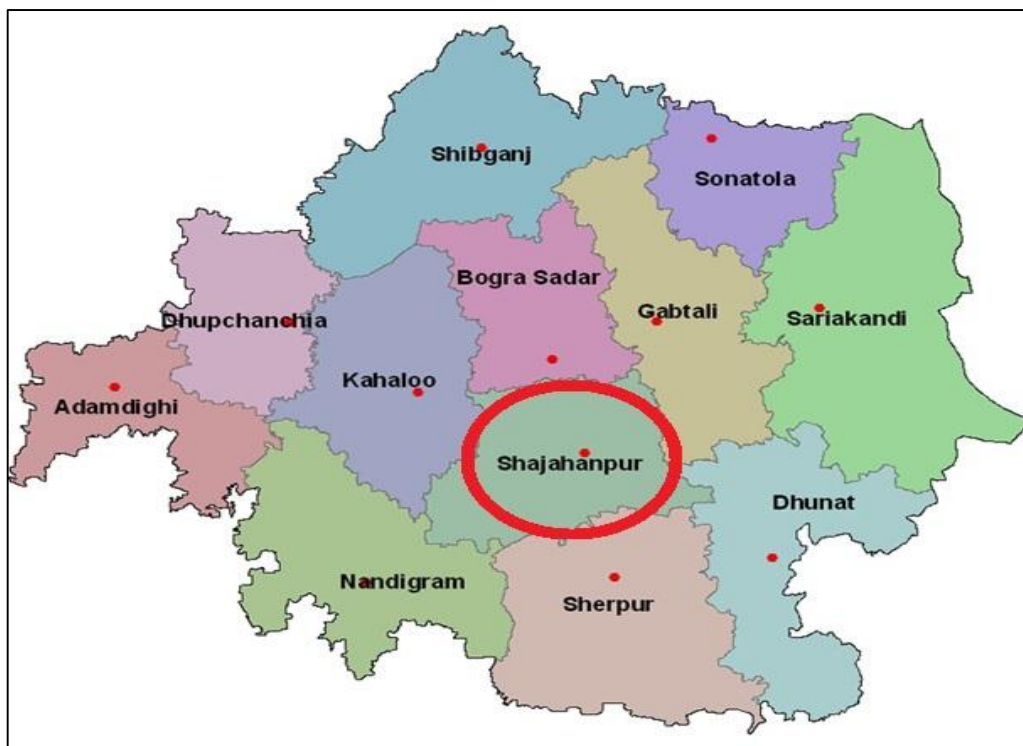 Shibganj
Sonatola
Bogra Sadar
Gabtali
Sariakandi
Dhupchanchia
Kahaloo
Adamdighi
Shajahanpur
Dhunat
Nandigram
Sherpur